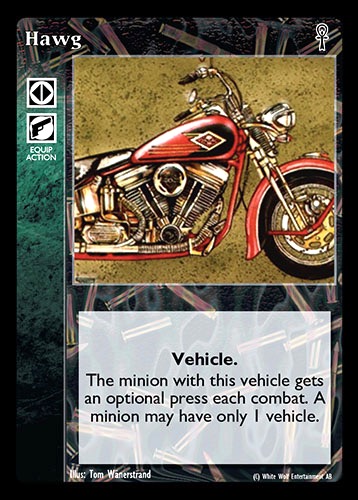 Hawg
EQUIP
ACTION
Vehicle.
The minion with this vehicle gets
an optional press each combat. A
minion may have only 1 vehicle.
Illus: Tom Wänerstrand
(C) White Wolf Entertainment AB